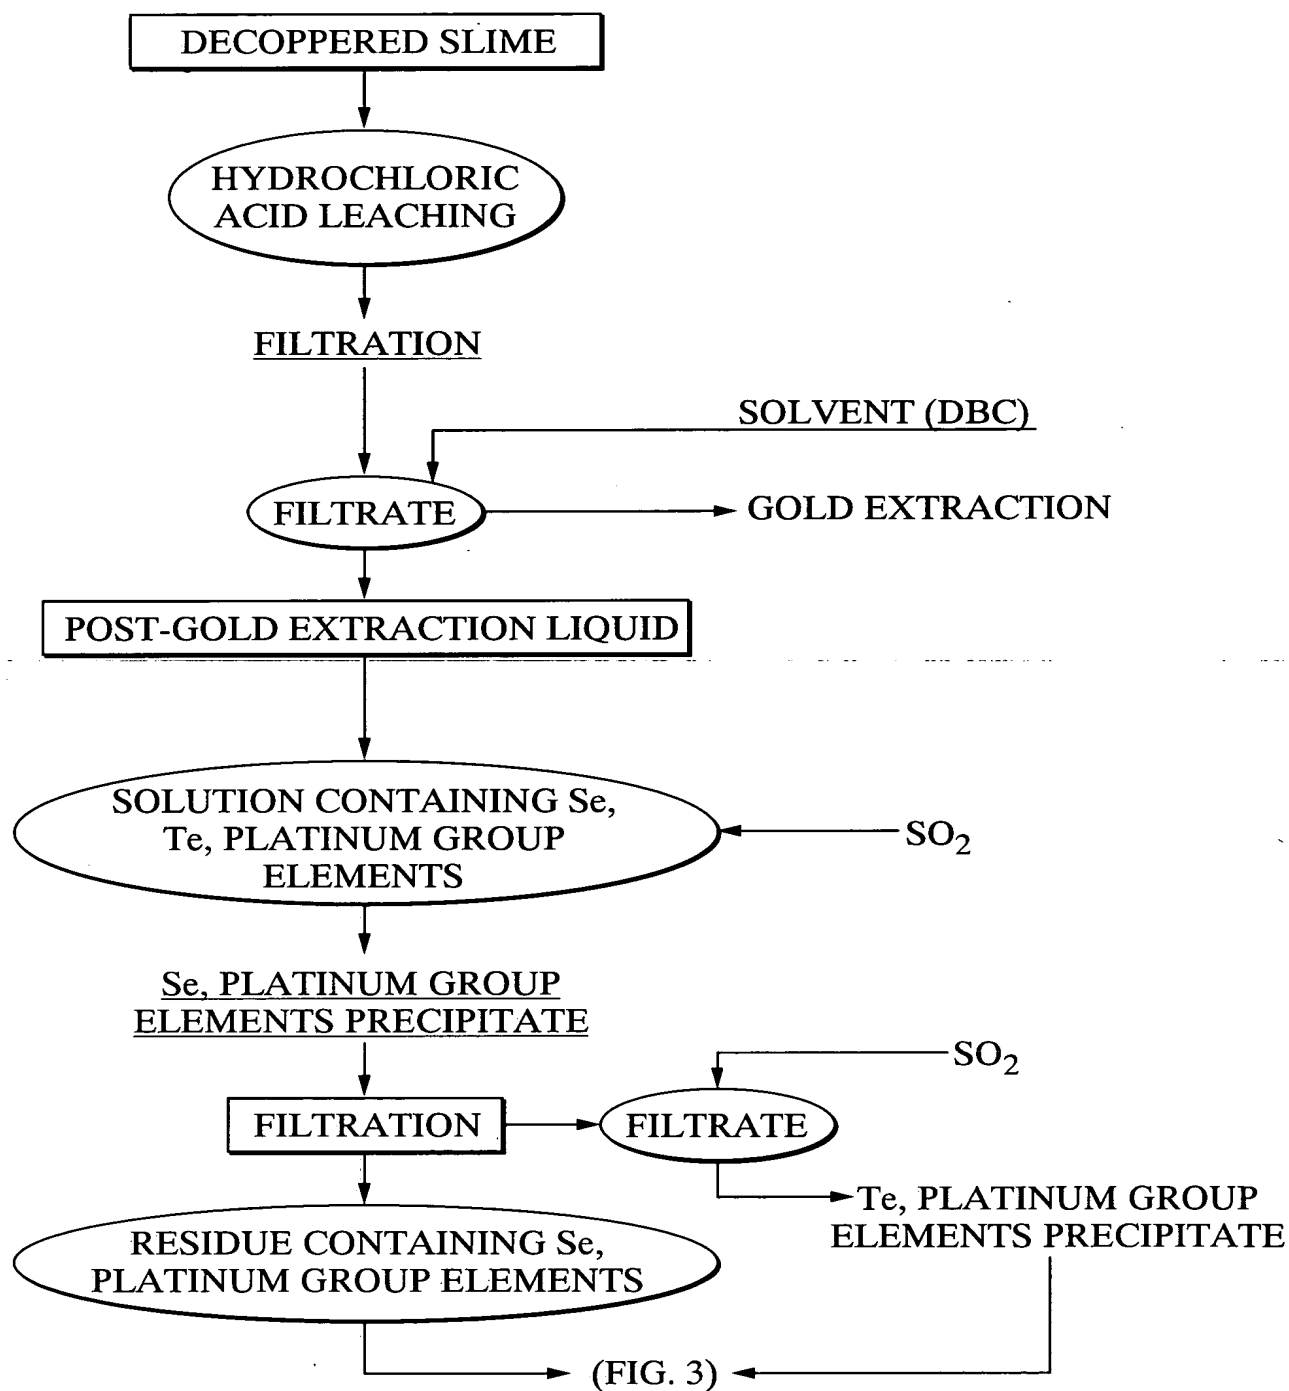 DECOPPERED SLIME
HYDROCHLORIC
ACID LEACHING
FILTRATION
SOLVENT (DBC)
FILTRATE
GOLD EXTRACTION
POST-GOLD EXTRACTION LIQUID
SOLUTION CONTAINING Se,
Te, PLATINUM GROUP
ELEMENTS
SO2
Se, PLATINUM GROUP
ELEMENTS PRECIPITATE
SO2
FILTRATION
FILTRATE
Te, PLATINUM GROUP
ELEMENTS PRECIPITATE
RESIDUE CONTAINING Se,
PLATINUM GROUP ELEMENTS
(FIG. 3)